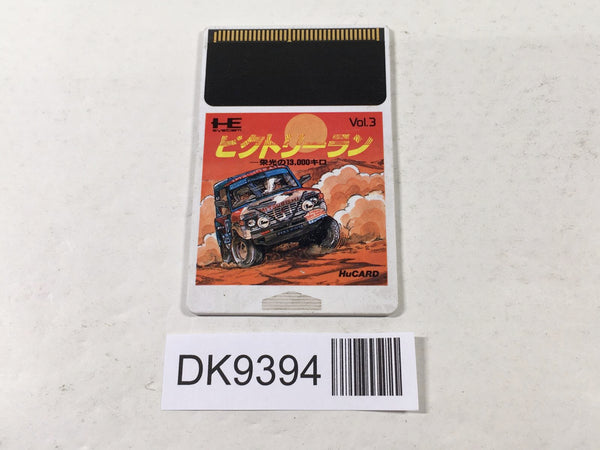 HE
system
Vol.3
ビクトリーラン
栄光の13,000キロ
HuCARD
DK9394